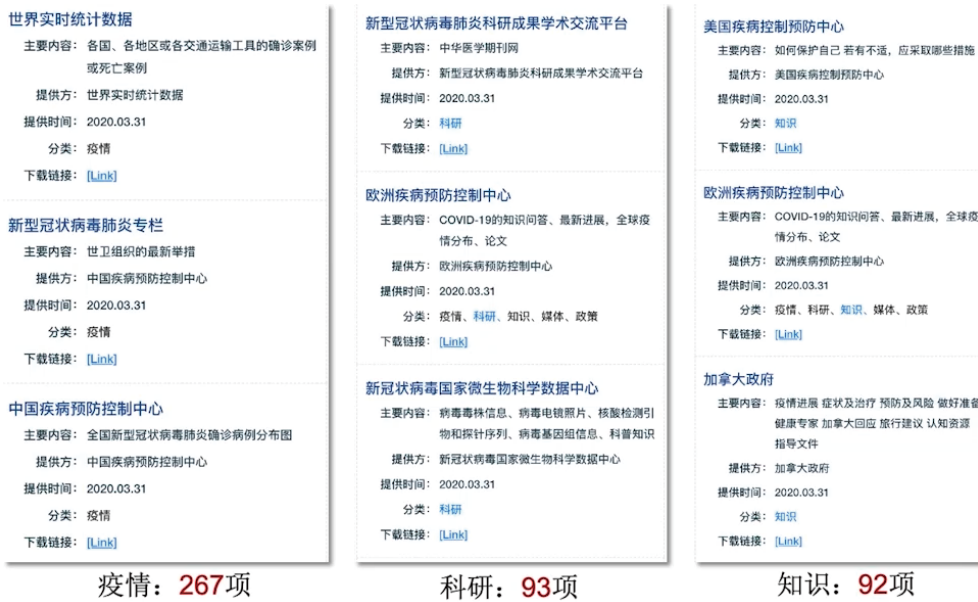 世界实时统计数据
主要内容: 各国、各地区或各交通运输工具的确诊案例
或死亡案例
提供方: 世界实时统计数据
提供时间: 2020.03.31
分类: 疫情
下载链接: [Link]
新型冠状病毒肺炎专栏
主要内容: 世卫组织的最新举措
提供方: 中国疾病预防控制中心
提供时间: 2020.03.31
分类: 疫情
下载链接: [Link]
中国疾病预防控制中心
主要内容: 全国新型冠状病毒肺炎确诊病例分布图
提供方: 中国疾病预防控制中心
提供时间: 2020.03.31
分类: 疫情
下载链接: [Link]
疫情: 267项
新型冠状病毒肺炎科研成果学术交流平台
主要内容: 中华医学期刊网
提供方: 新型冠状病毒肺炎科研成果学术交流平台
提供时间: 2020.03.31
分类: 科研
下载链接: [Link]
欧洲疾病预防控制中心
主要内容: COVID-19的知识问答、最新进展,全球疫
情分布、论文
提供方: 欧洲疾病预防控制中心
提供时间: 2020.03.31
分类: 疫情、科研、知识、媒体、政策
下载链接: [Link]
新冠状病毒国家微生物科学数据中心
主要内容: 病毒毒株信息、病毒电镜照片、核酸检测引
物和探针序列、病毒基因组信息、科普知识
提供方: 新冠状病毒国家微生物科学数据中心
提供时间: 2020.03.31
分类: 科研
下载链接: [Link]
科研: 93项
美国疾病控制预防中心
主要内容: 如何保护自己 若有不适,应采取哪些措施
提供方: 美国疾病控制预防中心
提供时间: 2020.03.31
分类: 知识
下载链接: [Link]
欧洲疾病预防控制中心
主要内容: COVID-19的知识问答、最新进展,全球疫
情分布、论文
提供方: 欧洲疾病预防控制中心
提供时间: 2020.03.31
分类: 疫情、科研、知识、媒体、政策
下载链接: [Link]
加拿大政府
主要内容: 疫情进展 症状及治疗 预防及风险 做好准备
健康专家 加拿大回应 旅行建议 认知资源
指导文件
提供方: 加拿大政府
提供时间: 2020.03.31
分类: 知识
下载链接: [Link]
知识: 92项